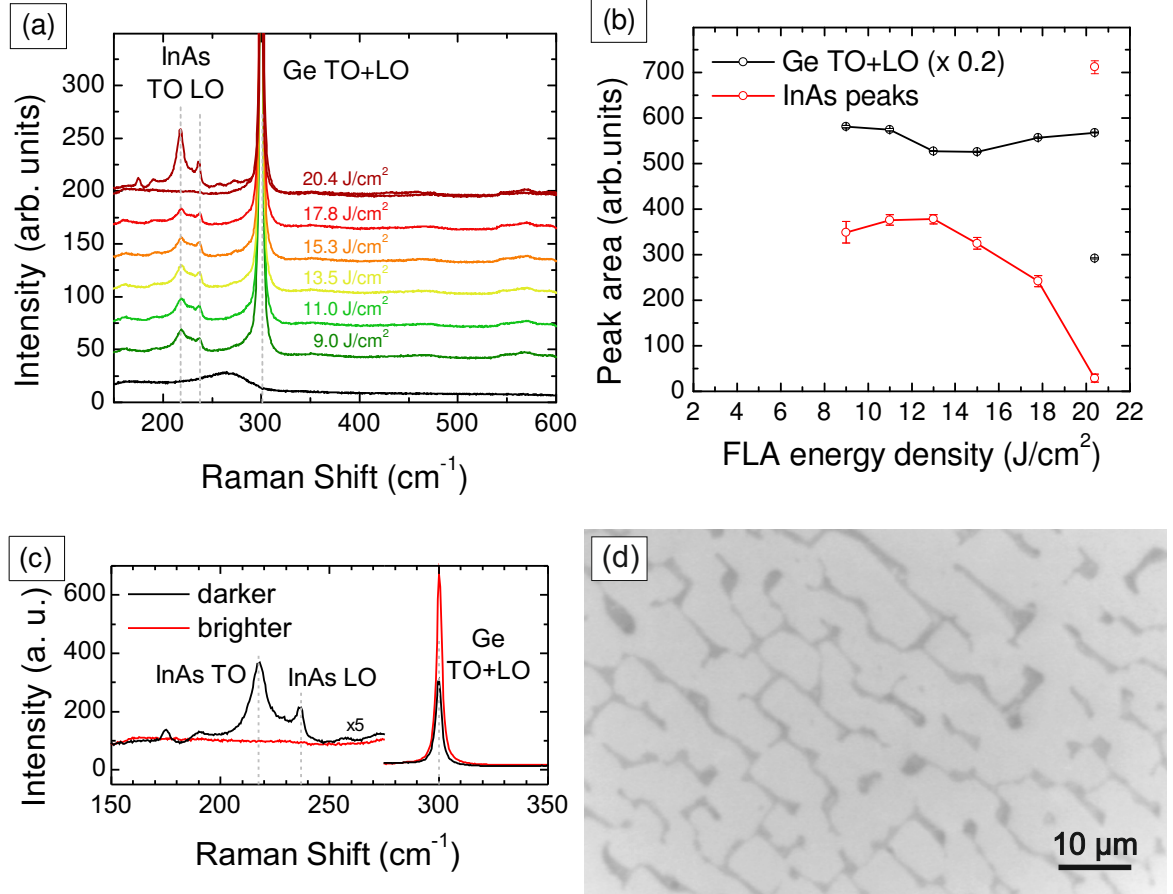 (a)
InAs
TO LO
Ge TO+LO
20.4 J/cm²
17.8 J/cm²
15.3 J/cm²
13.5 J/cm²
11.0 J/cm²
9.0 J/cm²
350
300
250
200
150
100
50
0
200 300 400 500 600
Intensity (arb. units)
Raman Shift (cm⁻¹)
(b)
Ge TO+LO (x 0.2)
InAs peaks
700
600
500
400
300
200
100
0
2 4 6 8 10 12 14 16 18 20 22
Peak area (arb.units)
FLA energy density (J/cm²)
(c)
darker
brighter
InAs TO
InAs LO
x5
Ge
TO+LO
600
400
200
0
150 200 250 300 350
Intensity (a. u.)
Raman Shift (cm⁻¹)
(d)
10 µm